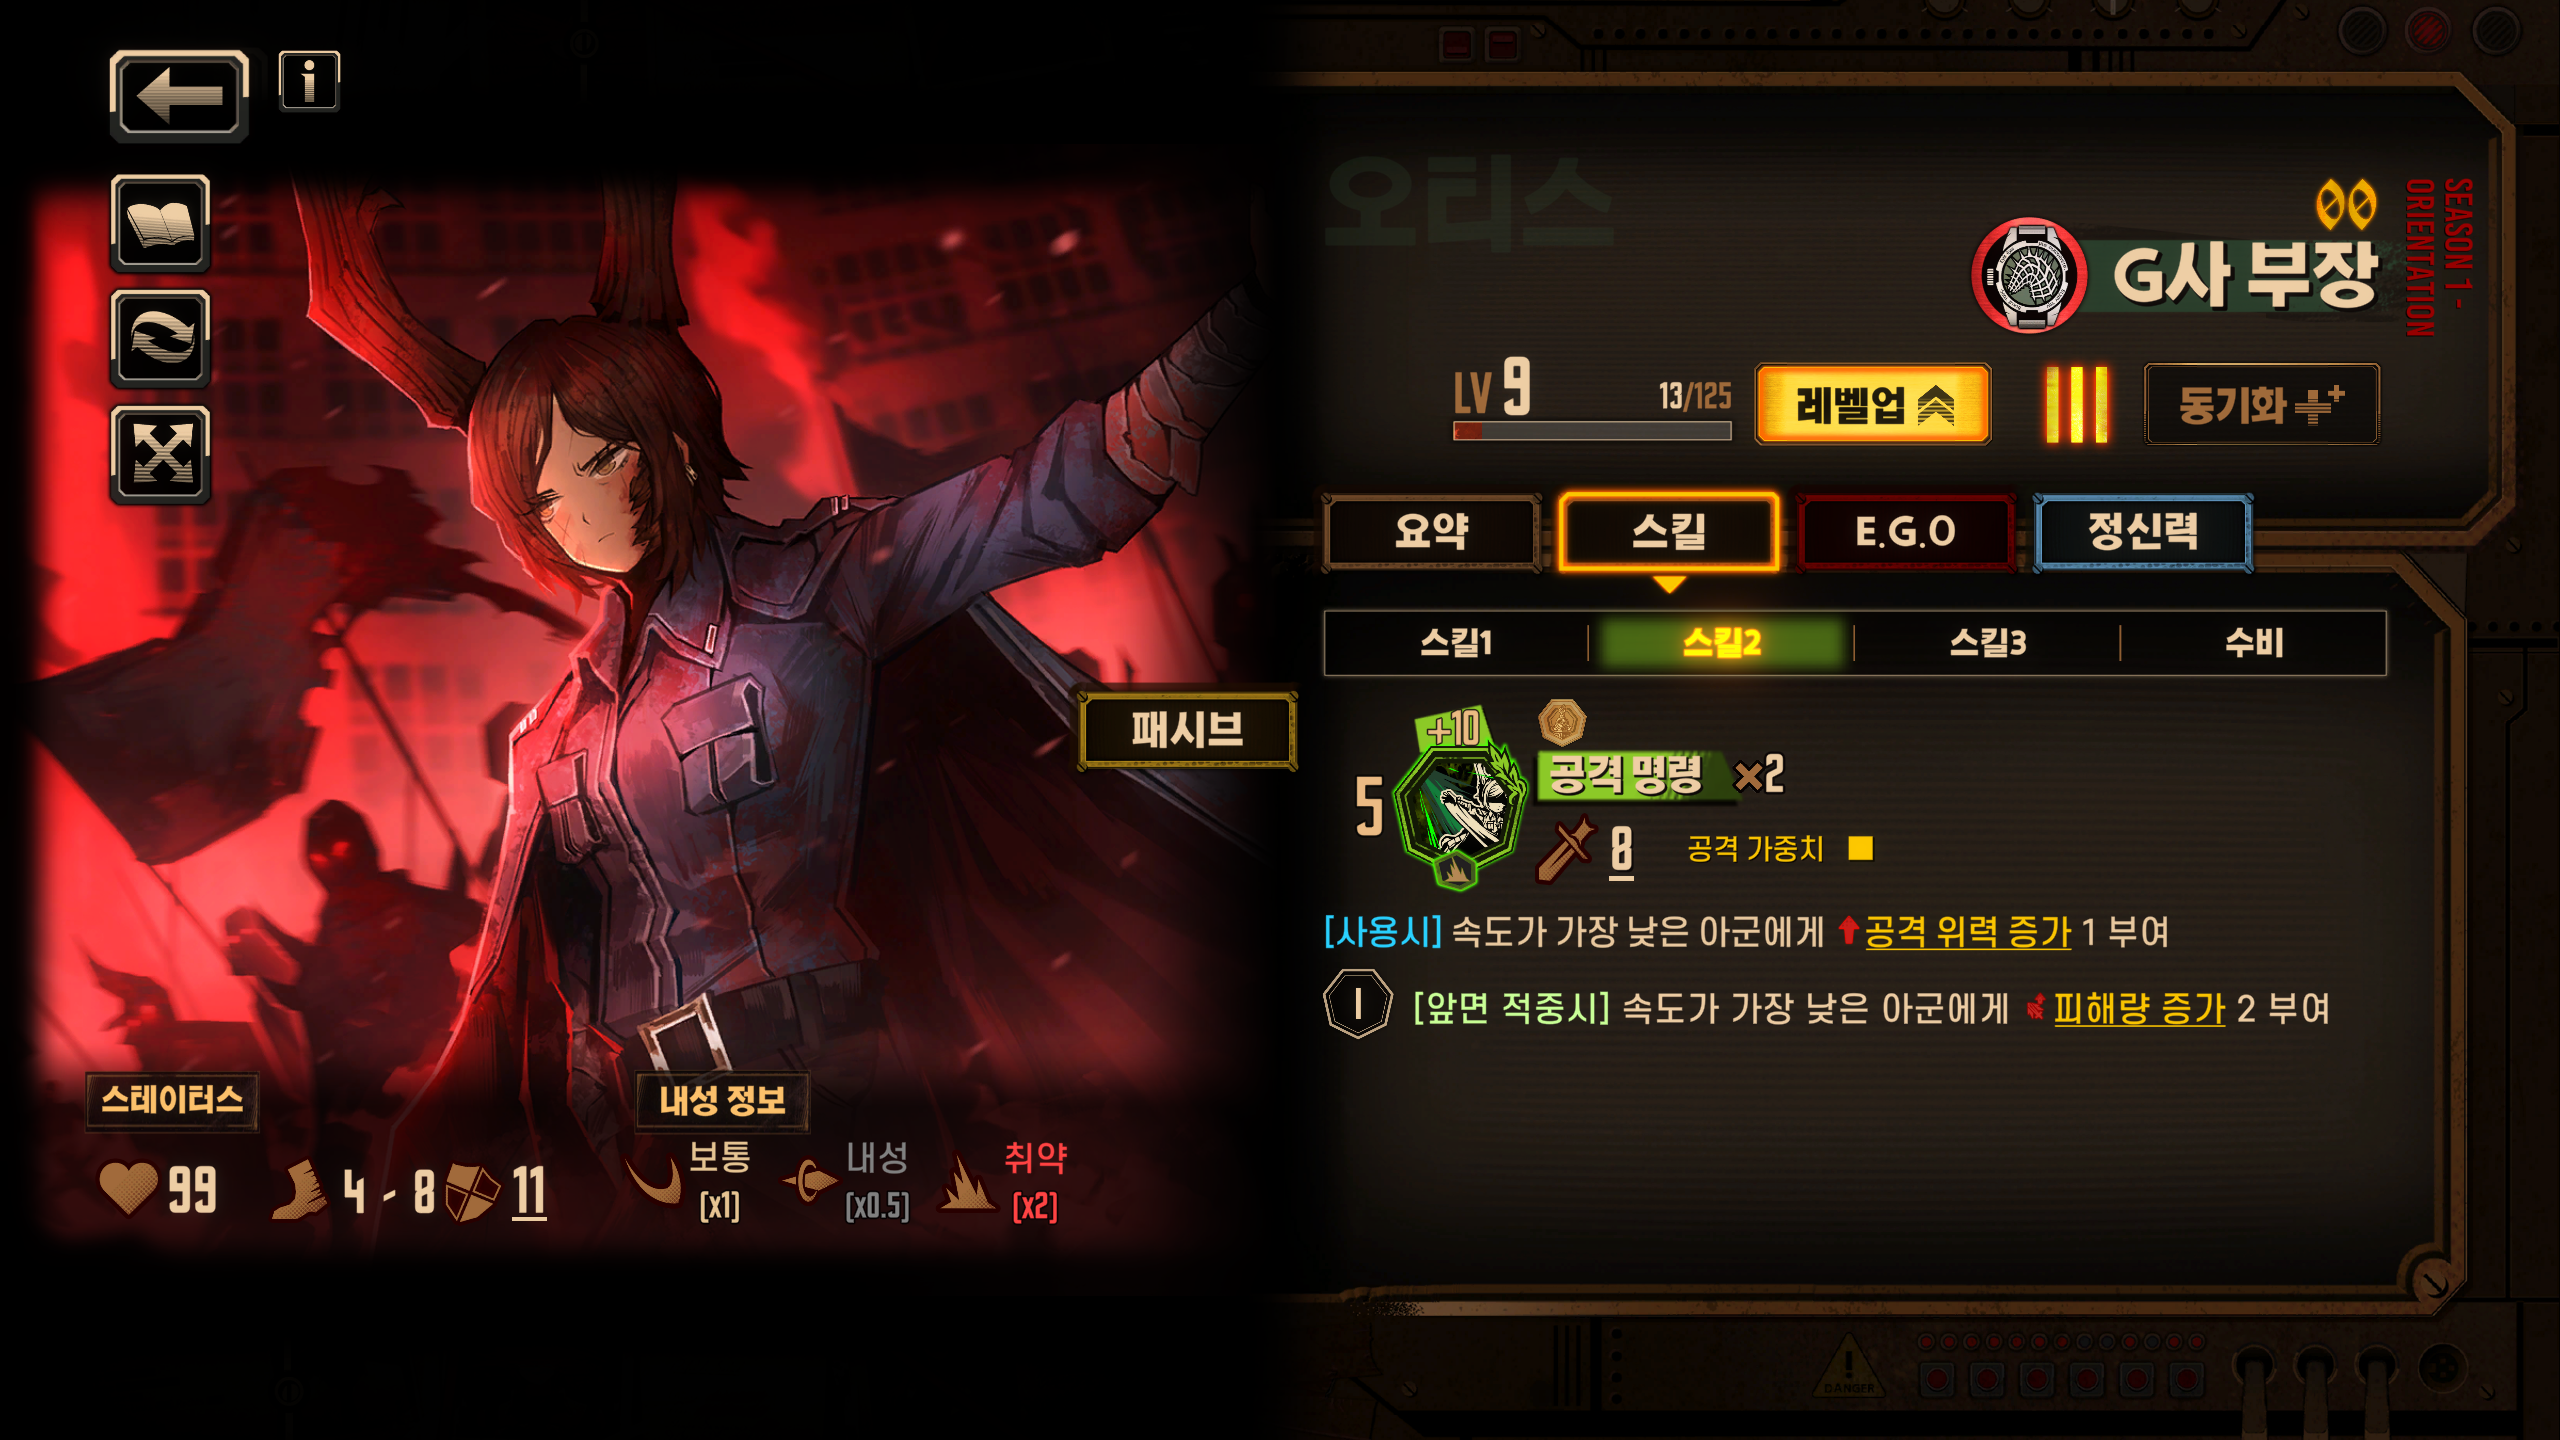 오티스
SEASON 1 -
ORIENTATION
G사 부장
LV 9
13/125
레벨업
동기화
요약
스킬
E.G.O
정신력
스킬1
스킬2
스킬3
수비
패시브
+10
5
공격 명령 ×2
8
공격 가중치
[사용시] 속도가 가장 낮은 아군에게 공격 위력 증가 1 부여
I [앞면 적중시] 속도가 가장 낮은 아군에게 피해량 증가 2 부여
스테이터스
99
4 - 8
11
내성 정보
보통
[x1]
내성
[x0.5]
취약
[x2]
DANGER